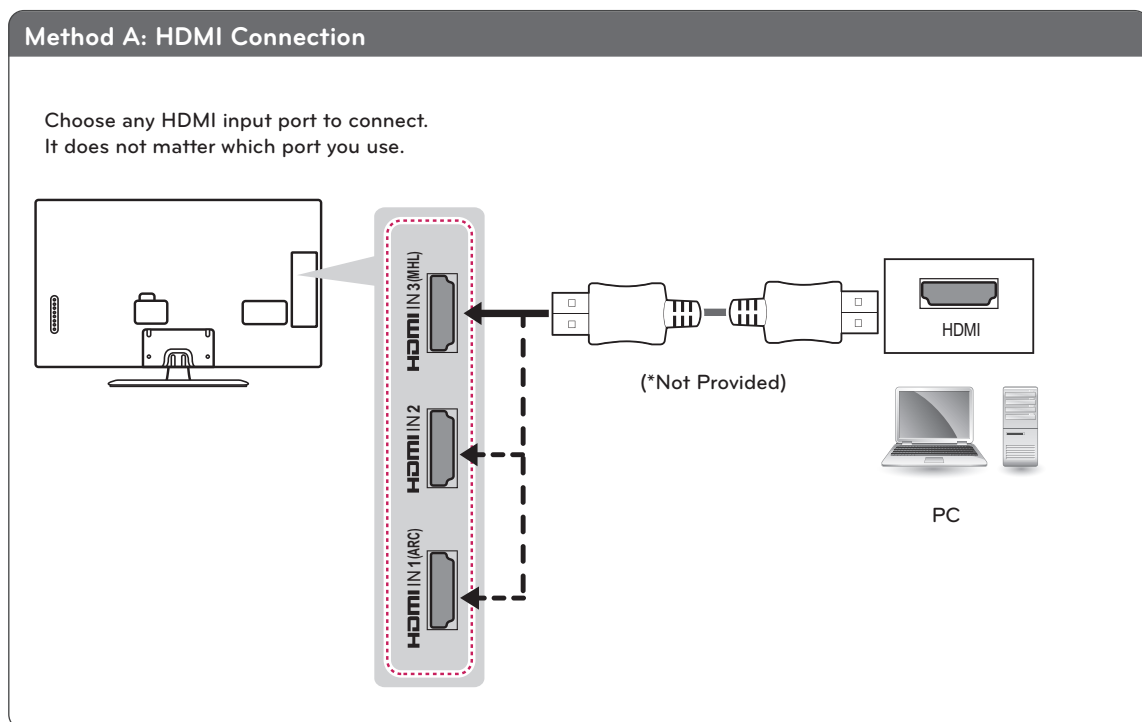 Method A: HDMI Connection
Choose any HDMI input port to connect.
It does not matter which port you use.
HDMI IN 3(MHL)
HDMI IN 2
HDMI IN 1(ARC)
(*Not Provided)
HDMI
PC